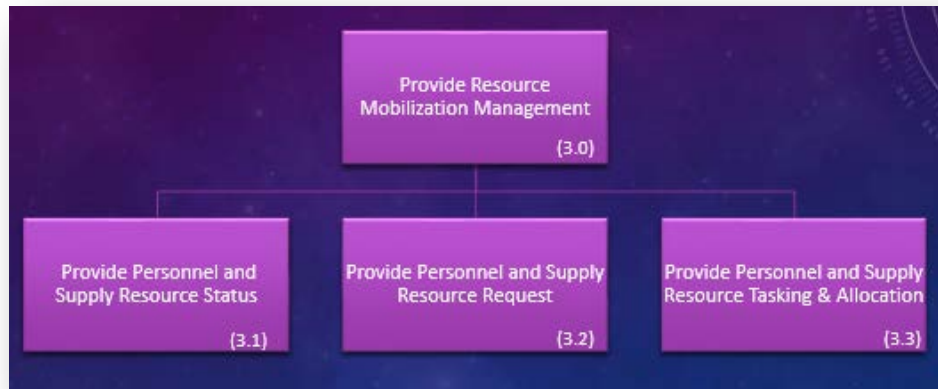 Provide Resource
Mobilization Management
(3.0)
Provide Personnel and
Supply Resource Status
(3.1)
Provide Personnel and Supply
Resource Request
(3.2)
Provide Personnel and Supply
Resource Tasking & Allocation
(3.3)